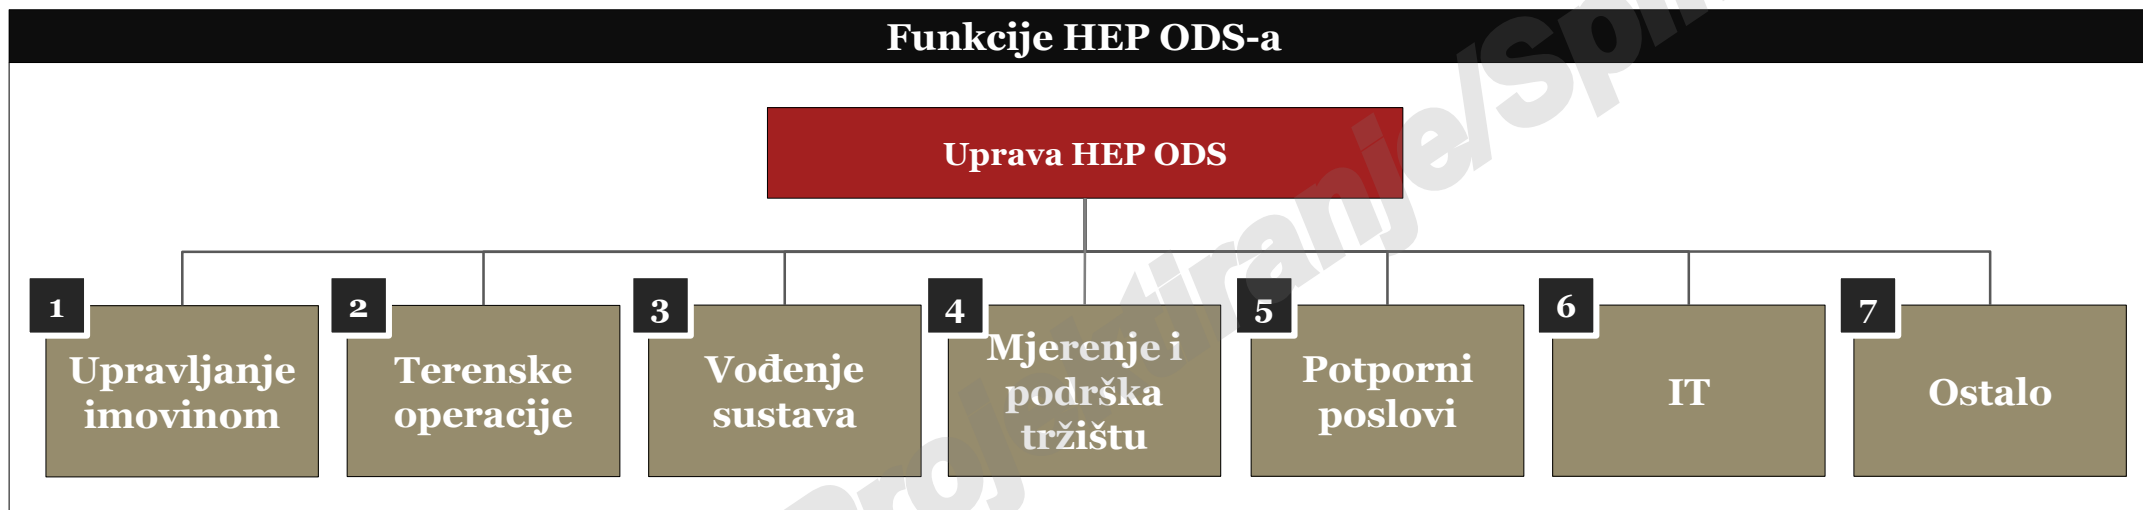 Funkcije HEP ODS-a
Uprava HEP ODS
1
Upravljanje
imovinom
2
Terenske
operacije
3
Vođenje
sustava
4
Mjerenje i
podrška
tržištu
5
Potporni
poslovi
6
IT
7
Ostalo